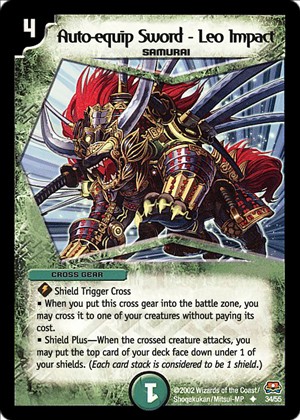 4
Auto-equip Sword - Leo Impact
SAMURAI
CROSS GEAR
Shield Trigger Cross
■ When you put this cross gear into the battle zone, you
may cross it to one of your creatures without paying its
cost.
■ Shield Plus—When the crossed creature attacks, you
may put the top card of your deck face down under 1 of
your shields. (Each card stacked is considered to be 1 shield.)
1
©2002 Wizards of the Coast/
Shogakukan/Mitsui-MP
34/55